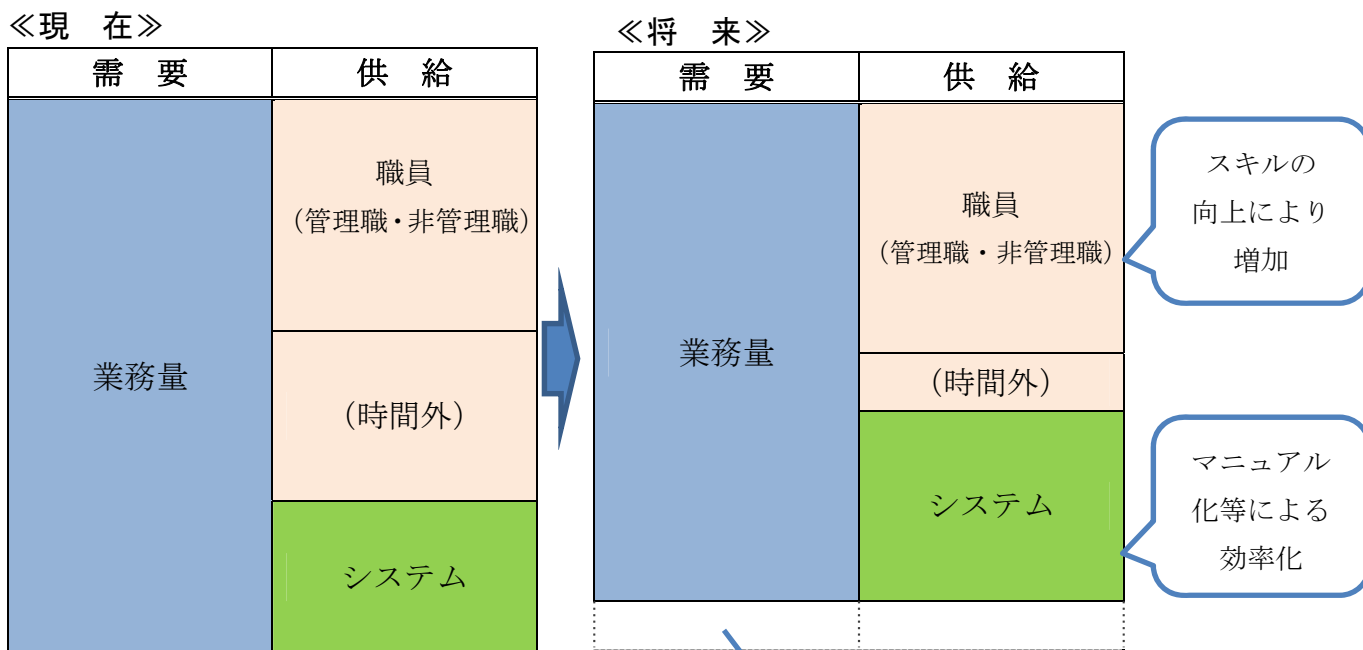 ≪現　在≫
需　要
供　給
業務量
職員
（管理職・非管理職）
（時間外）
システム
≪将　来≫
需　要
供　給
業務量
職員
（管理職・非管理職）
（時間外）
システム
スキルの
向上により
増加
マニュアル
化等による
効率化